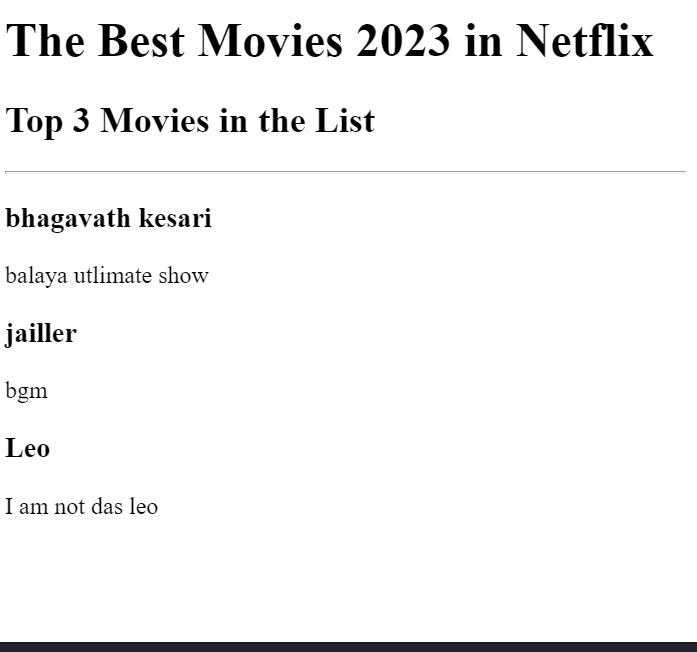 The Best Movies 2023 in Netflix
Top 3 Movies in the List
bhagavath kesari
balaya utlimate show
jailler
bgm
Leo
I am not das leo